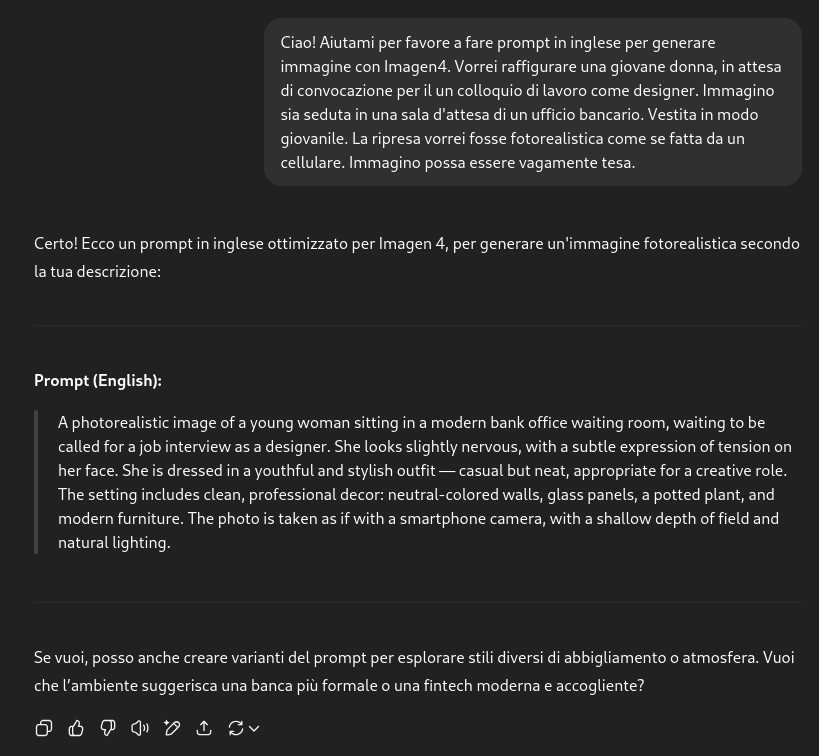 Ciao! Aiutami per favore a fare prompt in inglese per generare
immagine con Imagen4. Vorrei raffigurare una giovane donna, in attesa
di convocazione per il un colloquio di lavoro come designer. Immagino
sia seduta in una sala d'attesa di un ufficio bancario. Vestita in modo
giovanile. La ripresa vorrei fosse fotorealistica come se fatta da un
cellulare. Immagino possa essere vagamente tesa.
Certo! Ecco un prompt in inglese ottimizzato per Imagen 4, per generare un'immagine fotorealistica secondo
la tua descrizione:
Prompt (English):
A photorealistic image of a young woman sitting in a modern bank office waiting room, waiting to be
called for a job interview as a designer. She looks slightly nervous, with a subtle expression of tension on
her face. She is dressed in a youthful and stylish outfit — casual but neat, appropriate for a creative role.
The setting includes clean, professional decor: neutral-colored walls, glass panels, a potted plant, and
modern furniture. The photo is taken as if with a smartphone camera, with a shallow depth of field and
natural lighting.
Se vuoi, posso anche creare varianti del prompt per esplorare stili diversi di abbigliamento o atmosfera. Vuoi
che l’ambiente suggerisca una banca più formale o una fintech moderna e accogliente?